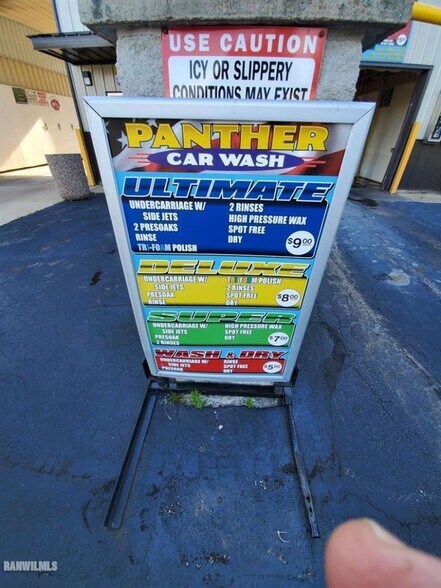 USE CAUTION
ICY OR SLIPPERY
CONDITIONS MAY EXIST
PANTHER
CAR WASH
ULTIMATE
UNDERCARRIAGE W/
SIDE JETS
2 PRESOAKS
RINSE
TRI-FOAM POLISH
2 RINSES
HIGH PRESSURE WAX
SPOT FREE
DRY
$9.00
DELUXE
UNDERCARRIAGE W/
SIDE JETS
PRESOAK
RINSE
TRI-FOAM POLISH
2 RINSES
SPOT FREE
DRY
$8.00
SUPER
UNDERCARRIAGE W/
SIDE JETS
PRESOAK
2 RINSES
HIGH PRESSURE WAX
SPOT FREE
DRY
$7.00
WASH & DRY
UNDERCARRIAGE W/
SIDE JETS
PRESOAK
RINSE
SPOT FREE
DRY
$5.00
RANWILMLS